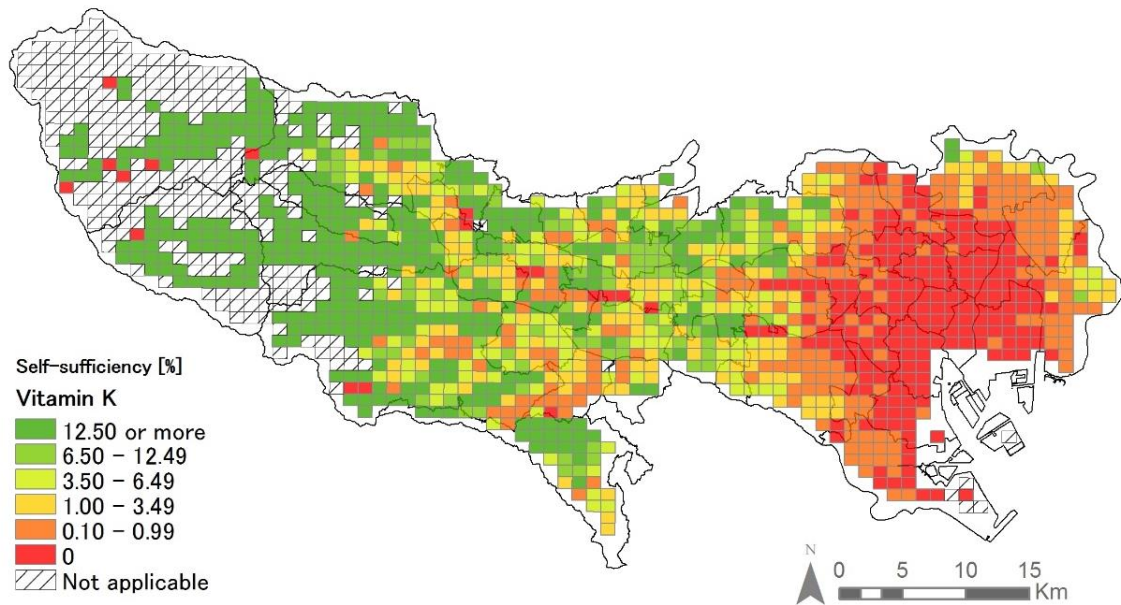 Self-sufficiency [%]
Vitamin K
12.50 or more
6.50 - 12.49
3.50 - 6.49
1.00 - 3.49
0.10 - 0.99
0
Not applicable
N
0 5 10 15
Km